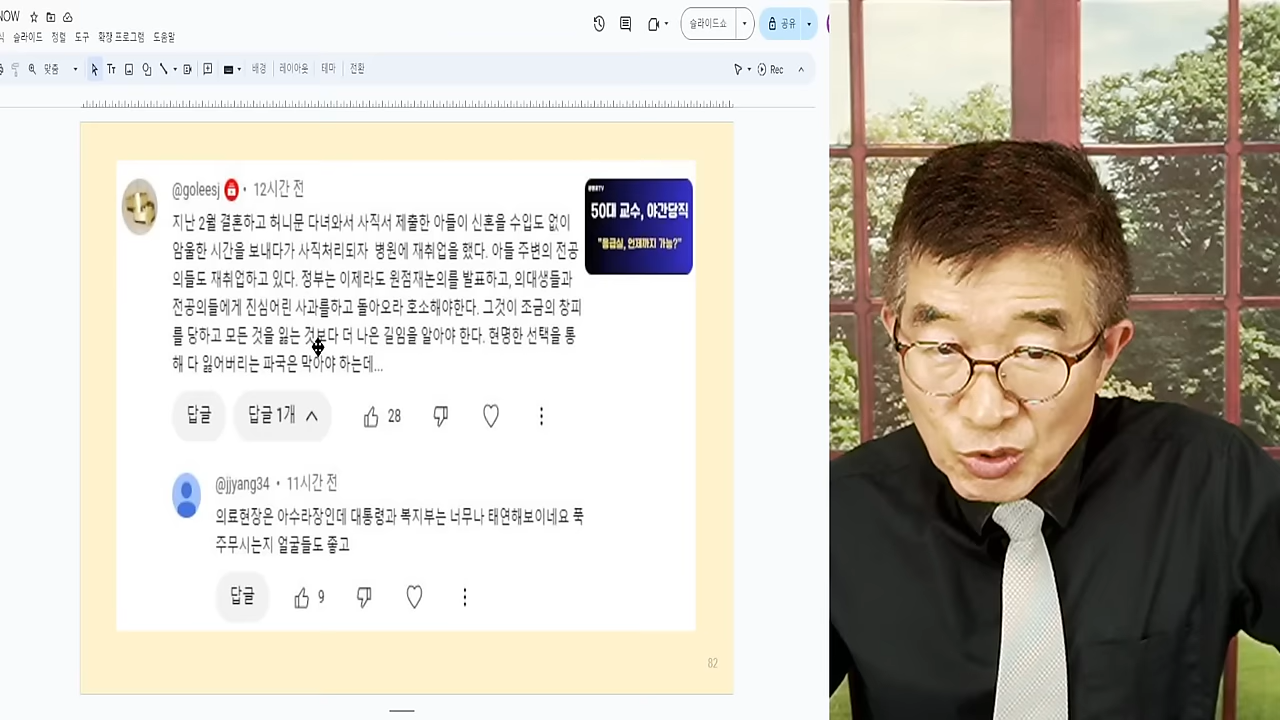 NOW
슬라이드쇼
공유
식 슬라이드 정렬 도구 확장 프로그램 도움말
맞춤 Tт 배경 레이아웃 테마 전환 Rec
@goleesj • 12시간 전
지난 2월 결혼하고 허니문 다녀와서 사직서 제출한 아들이 신혼을 수입도 없이
암울한 시간을 보내다가 사직처리되자 병원에 재취업을 했다. 아들 주변의 전공
의들도 재취업하고 있다. 정부는 이제라도 원점재논의를 발표하고, 의대생들과
전공의들에게 진심어린 사과를하고 돌아오라 호소해야한다. 그것이 조금의 창피
를 당하고 모든 것을 잃는 것보다 더 나은 길임을 알아야 한다. 현명한 선택을 통
해 다 잃어버리는 과국은 막아야 하는데...
50대 교수, 야간당직
"응급실, 언제까지 가능?"
답글 답글 1개 28
@jjyang34 • 11시간 전
의료현장은 아수라장인데 대통령과 복지부는 너무나 태연해보이네요 푹
주무시는지 얼굴들도 좋고
답글 9
82